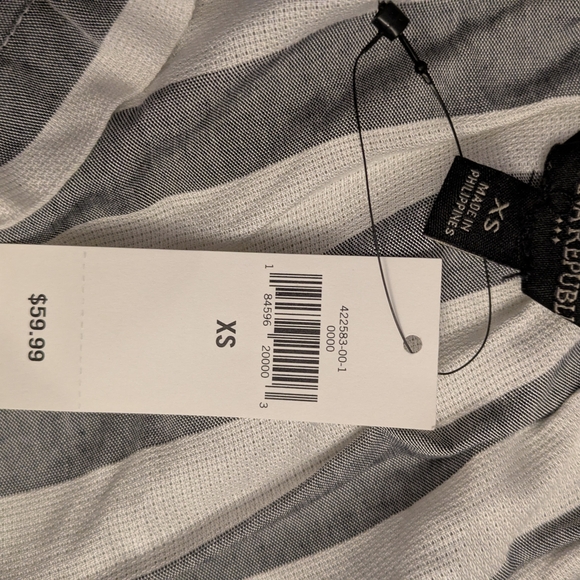 422583-00-1
0000
1 84596 20000 3
XS
$59.99
XS
MADE IN
PHILIPPINES